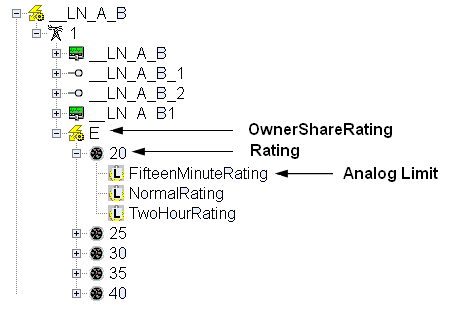 __LN_A_B
1
__LN_A_B
__LN_A_B_1
__LN_A_B_2
__LN_A_B1
E OwnerShareRating
20 Rating
L FifteenMinuteRating Analog Limit
L NormalRating
L TwoHourRating
25
30
35
40